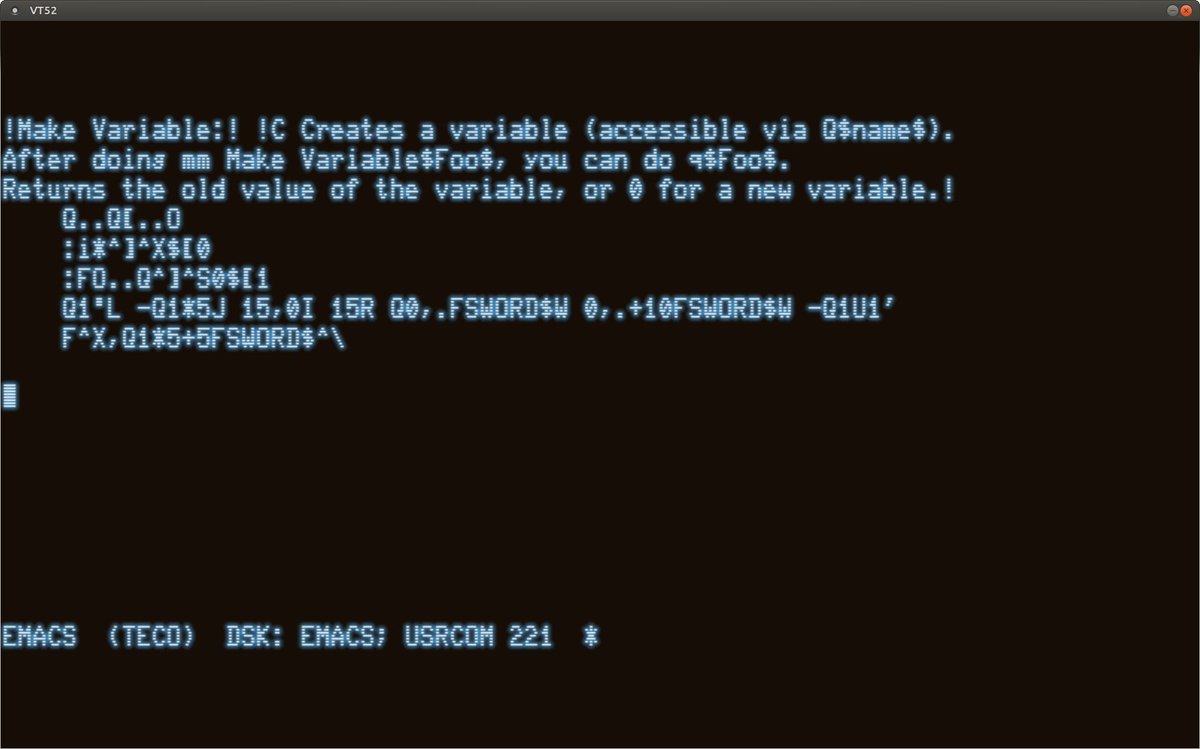 VT52
!Make Variable:! !C Creates a variable (accessible via Q$name$).
After doing mm Make Variable$Foo$, you can do q$Foo$.
Returns the old value of the variable, or 0 for a new variable.!
    Q..Q[..O
    :i*^]^X$[0
    :FO..Q^]^S0$[1
    Q1"L -Q1*5J 15,0I 15R Q0,.FSWORD$W 0,.+10FSWORD$W -Q1U1'
    F^X,Q1*5+5FSWORD$^\
EMACS  (TECO)  DSK: EMACS; USRCOM 221  *